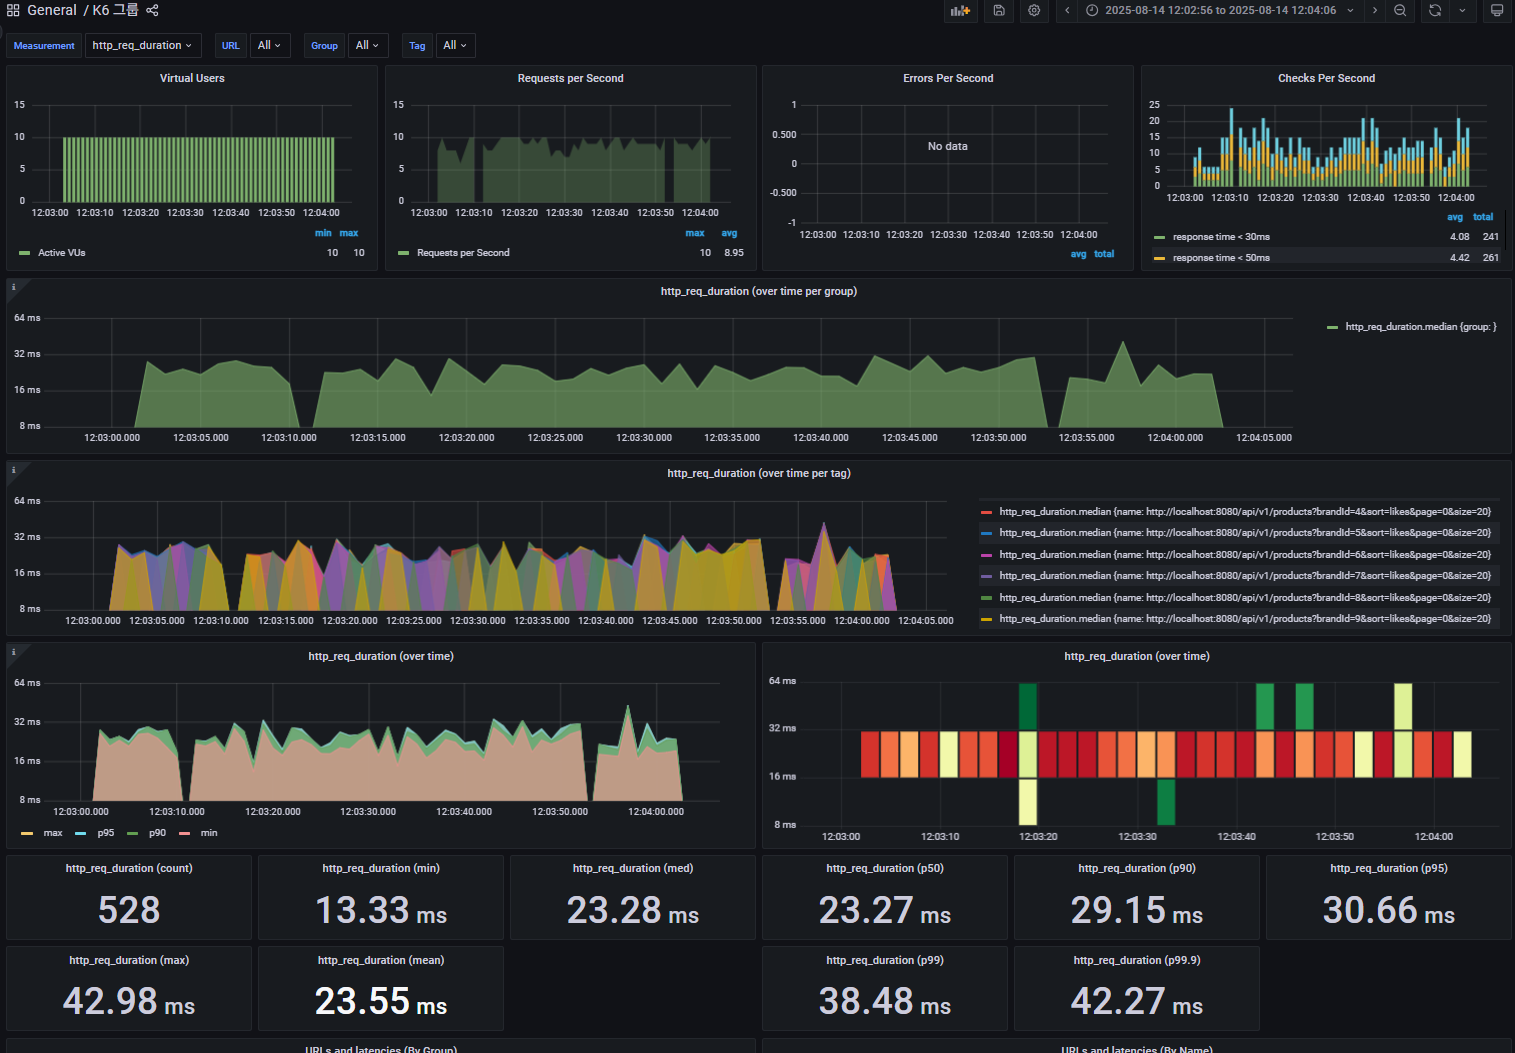 General / K6 그룹
2025-08-14 12:02:56 to 2025-08-14 12:04:06
Measurement http_req_duration URL All Group All Tag All
Virtual Users
15
10
5
0
12:03:00 12:03:10 12:03:20 12:03:30 12:03:40 12:03:50 12:04:00
min max
Active VUs 10 10
Requests per Second
15
10
5
0
12:03:00 12:03:10 12:03:20 12:03:30 12:03:40 12:03:50 12:04:00
max avg
Requests per Second 10 8.95
Errors Per Second
1
0.500
0
-0.500
-1
No data
12:03:00 12:03:10 12:03:20 12:03:30 12:03:40 12:03:50 12:04:00
avg total
Checks Per Second
25
20
15
10
5
0
12:03:00 12:03:10 12:03:20 12:03:30 12:03:40 12:03:50 12:04:00
avg total
response time < 30ms 4.08 241
response time < 50ms 4.42 261
i
http_req_duration (over time per group)
64 ms
32 ms
16 ms
8 ms
12:03:00.000 12:03:05.000 12:03:10.000 12:03:15.000 12:03:20.000 12:03:25.000 12:03:30.000 12:03:35.000 12:03:40.000 12:03:45.000 12:03:50.000 12:03:55.000 12:04:00.000 12:04:05.000
http_req_duration.median {group: }
i
http_req_duration (over time per tag)
64 ms
32 ms
16 ms
8 ms
12:03:00.000 12:03:05.000 12:03:10.000 12:03:15.000 12:03:20.000 12:03:25.000 12:03:30.000 12:03:35.000 12:03:40.000 12:03:45.000 12:03:50.000 12:03:55.000 12:04:00.000 12:04:05.000
http_req_duration.median {name: http://localhost:8080/api/v1/products?brandId=4&sort=likes&page=0&size=20}
http_req_duration.median {name: http://localhost:8080/api/v1/products?brandId=5&sort=likes&page=0&size=20}
http_req_duration.median {name: http://localhost:8080/api/v1/products?brandId=6&sort=likes&page=0&size=20}
http_req_duration.median {name: http://localhost:8080/api/v1/products?brandId=7&sort=likes&page=0&size=20}
http_req_duration.median {name: http://localhost:8080/api/v1/products?brandId=8&sort=likes&page=0&size=20}
http_req_duration.median {name: http://localhost:8080/api/v1/products?brandId=9&sort=likes&page=0&size=20}
i
http_req_duration (over time)
64 ms
32 ms
16 ms
8 ms
12:03:00.000 12:03:10.000 12:03:20.000 12:03:30.000 12:03:40.000 12:03:50.000 12:04:00.000
max p95 p90 min
http_req_duration (over time)
64 ms
32 ms
16 ms
8 ms
12:03:00 12:03:10 12:03:20 12:03:30 12:03:40 12:03:50 12:04:00
http_req_duration (count)
528
http_req_duration (min)
13.33 ms
http_req_duration (med)
23.28 ms
http_req_duration (p50)
23.27 ms
http_req_duration (p90)
29.15 ms
http_req_duration (p95)
30.66 ms
http_req_duration (max)
42.98 ms
http_req_duration (mean)
23.55 ms
http_req_duration (p99)
38.48 ms
http_req_duration (p99.9)
42.27 ms
URLs and latencies (By Group)
URLs and latencies (By Name)